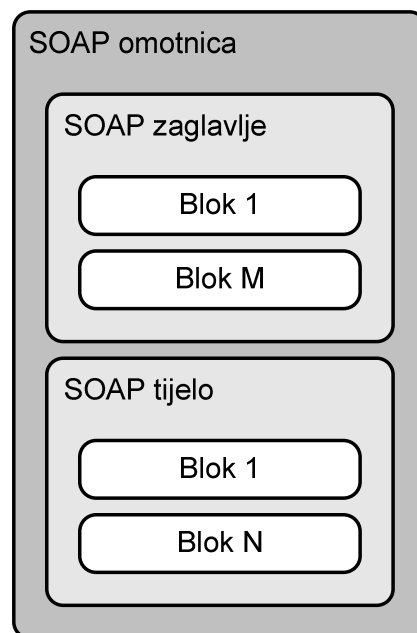 SOAP omotnica
SOAP zaglavlje
Blok 1
Blok M
SOAP tijelo
Blok 1
Blok N